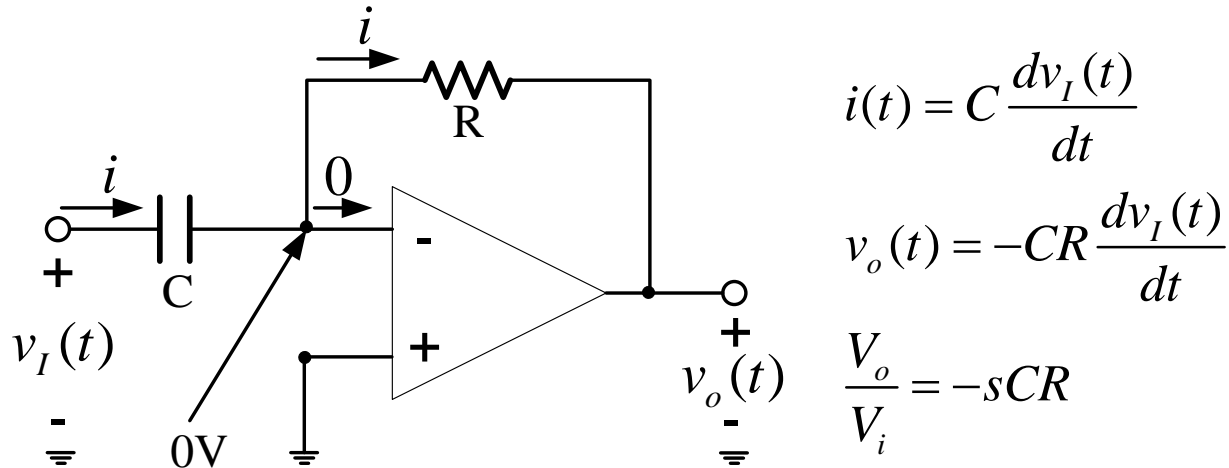 i
R
i
0
C
-
+
+
v_I(t)
-
0V
+
v_o(t)
-
i(t) = C dv_I(t)/dt
v_o(t) = -CR dv_I(t)/dt
V_o/V_i = -sCR